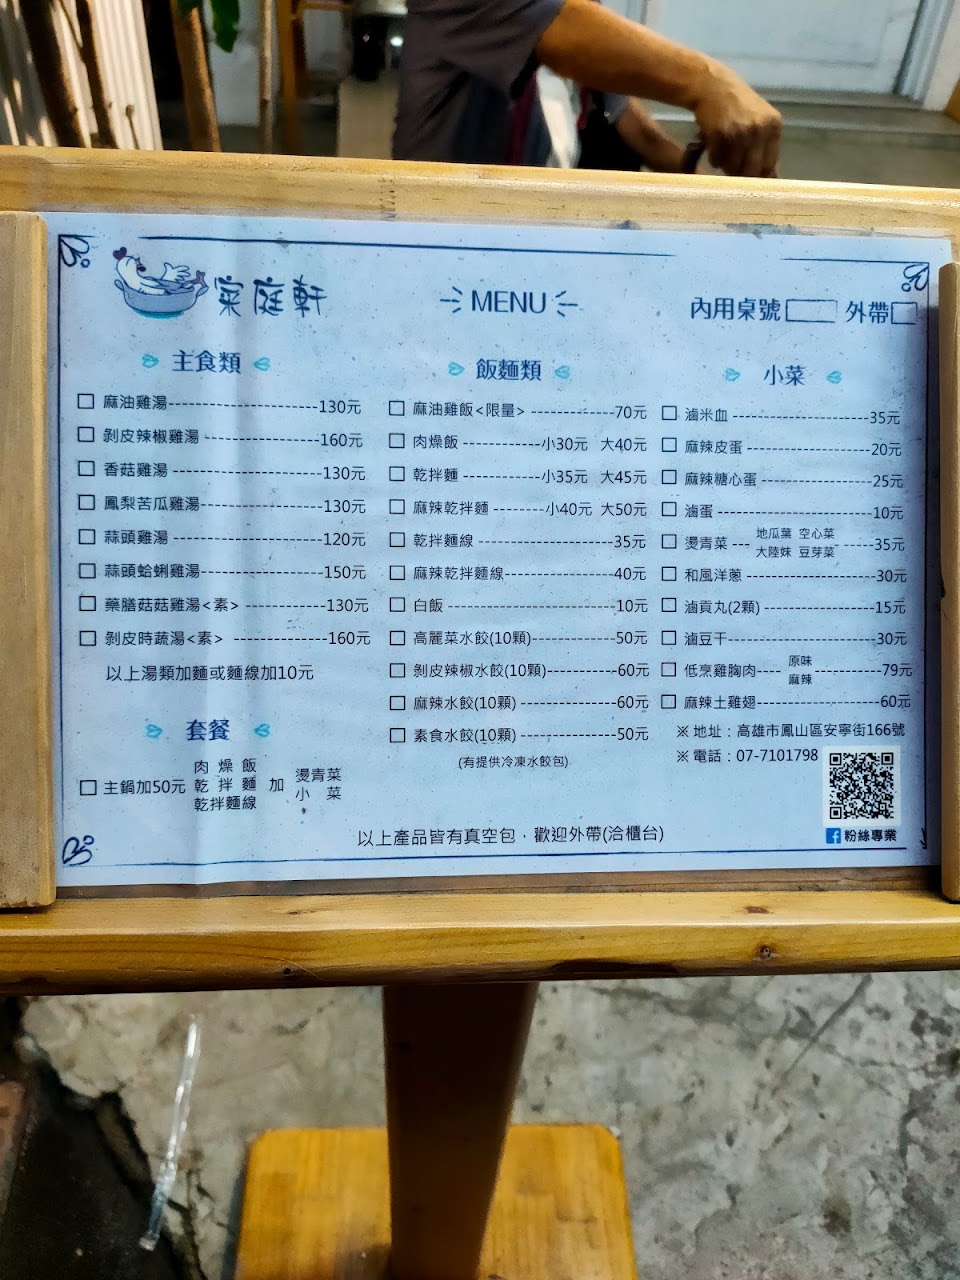 家庭軒
MENU
內用桌號 外帶
主食類
麻油雞湯 130元
剝皮辣椒雞湯 160元
香菇雞湯 130元
鳳梨苦瓜雞湯 130元
蒜頭雞湯 120元
蒜頭蛤蜊雞湯 150元
藥膳菇菇雞湯<素> 130元
剝皮時蔬湯<素> 160元
以上湯類加麵或麵線加10元
套餐
主鍋加50元 肉燥飯 乾拌麵 乾拌麵線 加 燙青菜 小菜
飯麵類
麻油雞飯<限量> 70元
肉燥飯 小30元 大40元
乾拌麵 小35元 大45元
麻辣乾拌麵 小40元 大50元
乾拌麵線 35元
麻辣乾拌麵線 40元
白飯 10元
高麗菜水餃(10顆) 50元
剝皮辣椒水餃(10顆) 60元
麻辣水餃(10顆) 60元
素食水餃(10顆) 50元
(有提供冷凍水餃包)
小菜
滷米血 35元
麻辣皮蛋 20元
麻辣糖心蛋 25元
滷蛋 10元
燙青菜 地瓜葉 空心菜 大陸妹 豆芽菜 35元
和風洋蔥 30元
滷貢丸(2顆) 15元
滷豆干 30元
低烹雞胸肉 原味 麻辣 79元
麻辣土雞翅 60元
※地址：高雄市鳳山區安寧街166號
※電話：07-7101798
粉絲專業
以上產品皆有真空包，歡迎外帶(洽櫃台)